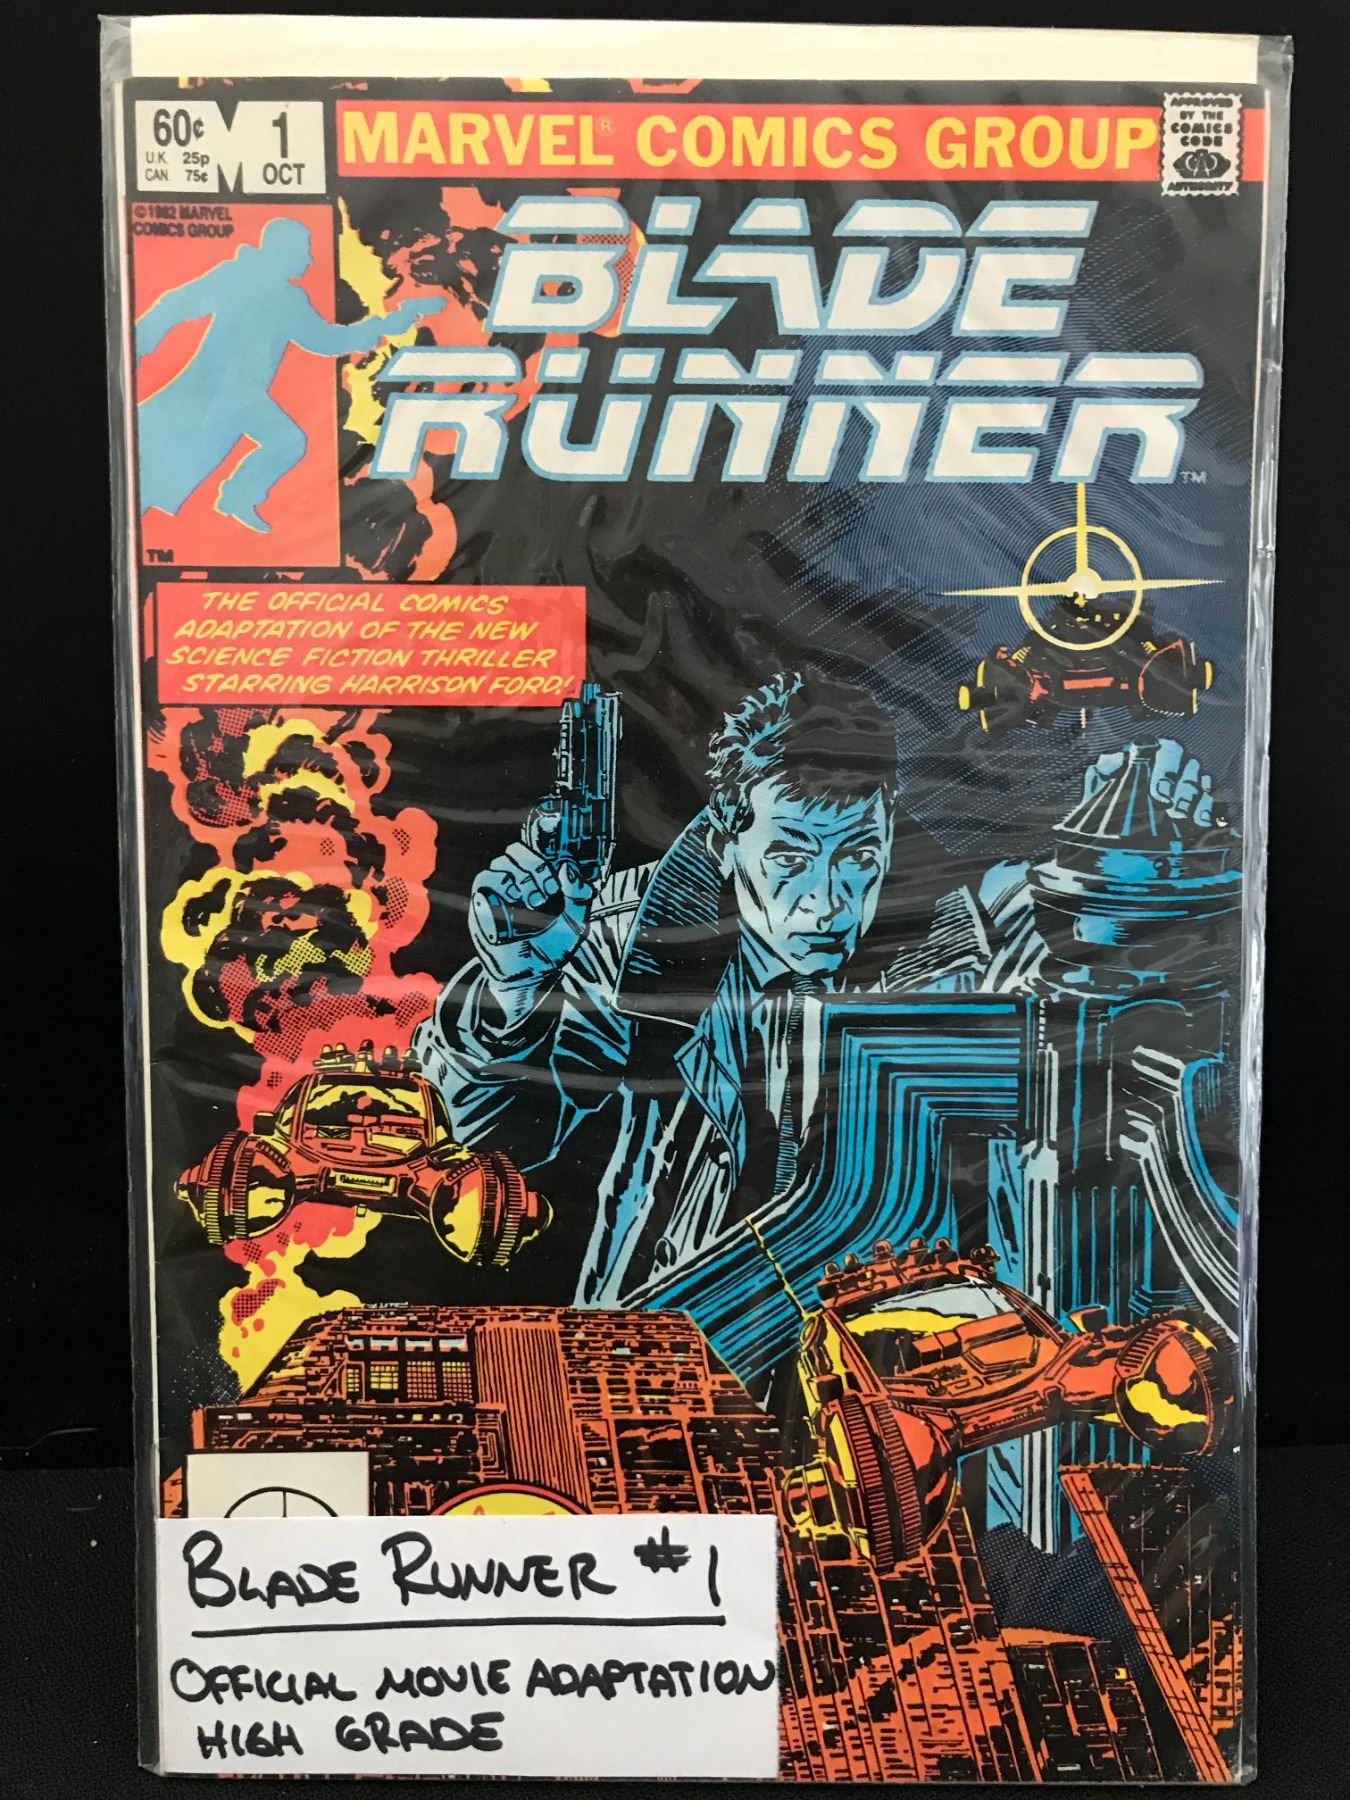 60¢
U.K. 25p
CAN. 75¢
1
OCT
MARVEL® COMICS GROUP
APPROVED
BY THE
COMICS
CODE
CA
AUTHORITY
©1982 MARVEL
COMICS GROUP
BLADE
RUNNER
TM
TM
THE OFFICIAL COMICS
ADAPTATION OF THE NEW
SCIENCE FICTION THRILLER
STARRING HARRISON FORD!
BLADE RUNNER #1
OFFICIAL MOVIE ADAPTATION
HIGH GRADE